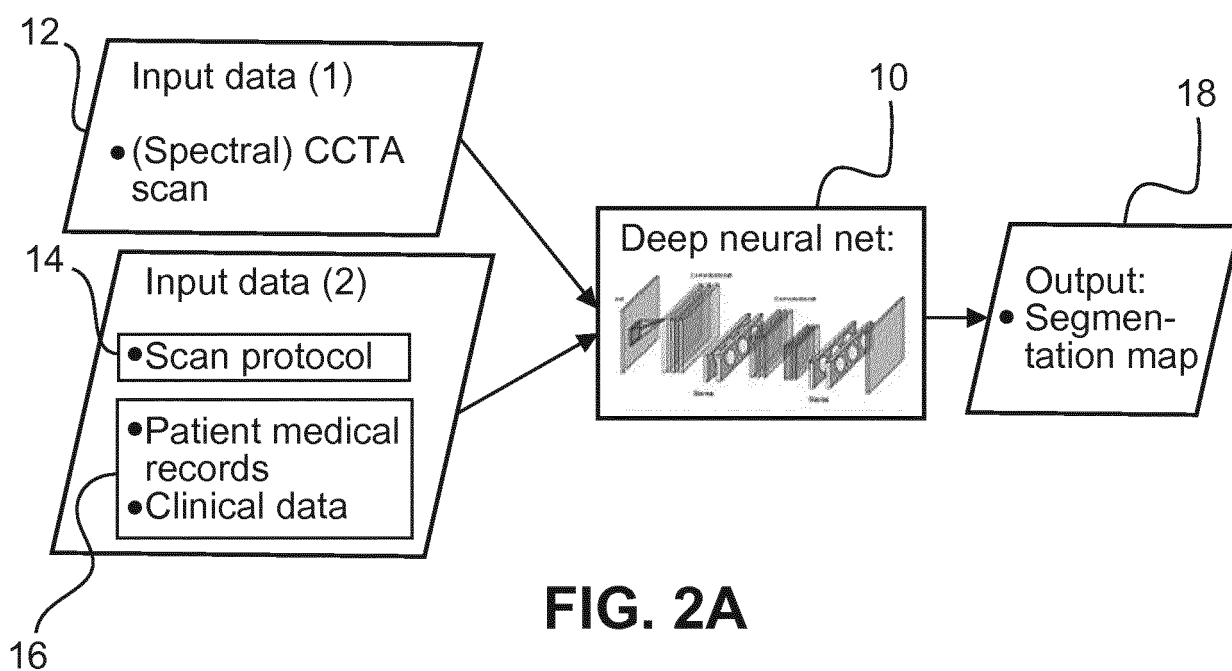 12
Input data (1)
• (Spectral) CCTA
scan
14
Input data (2)
• Scan protocol
• Patient medical
records
• Clinical data
16
10
Deep neural net:
18
Output:
• Segmen-
tation map
FIG. 2A